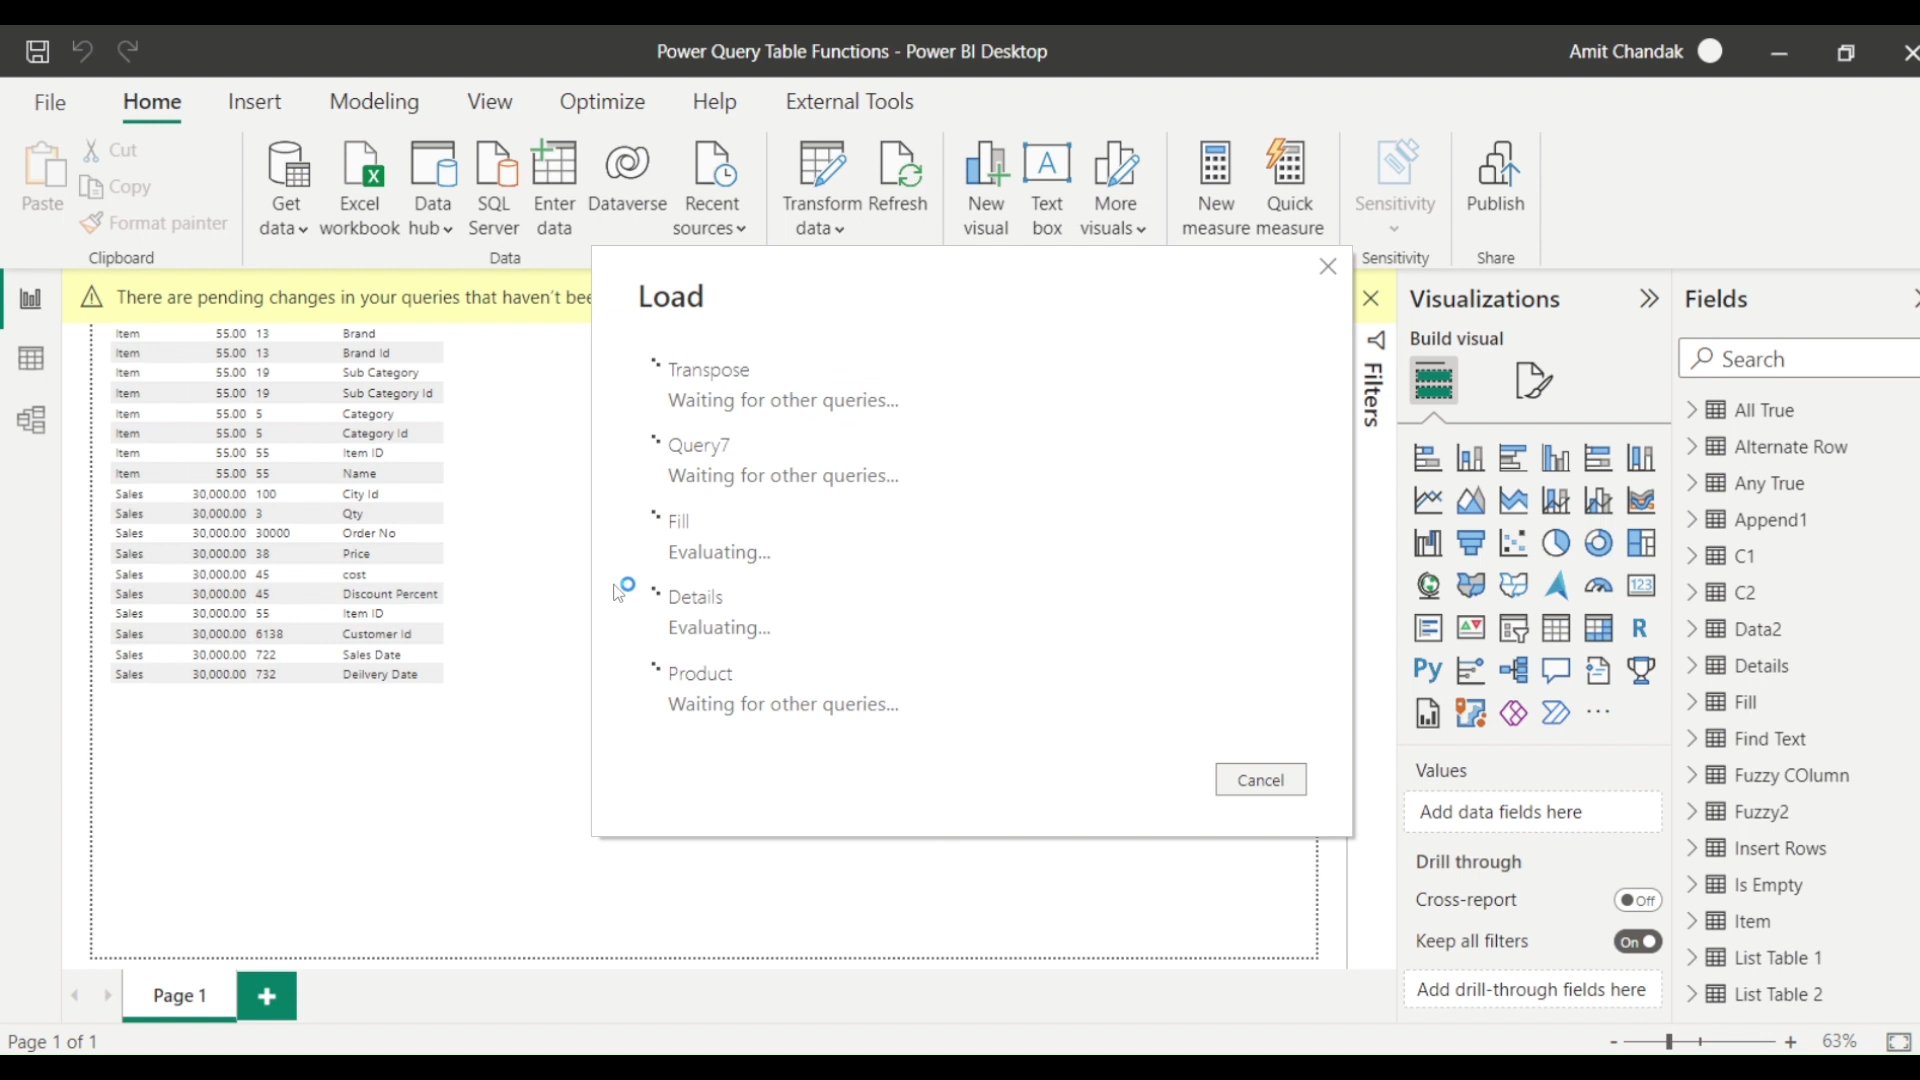 Power Query Table Functions - Power BI Desktop
Amit Chandak
File Home Insert Modeling View Optimize Help External Tools
Paste
Cut
Copy
Format painter
Clipboard
Get data
Excel workbook
Data hub
SQL Server
Enter data
Dataverse
Recent sources
Data
Transform data
Refresh
New visual
Text box
More visuals
New measure
Quick measure
Sensitivity
Sensitivity
Publish
Share
There are pending changes in your queries that haven't bee
Item 55.00 13 Brand
Item 55.00 13 Brand Id
Item 55.00 19 Sub Category
Item 55.00 19 Sub Category Id
Item 55.00 5 Category
Item 55.00 5 Category Id
Item 55.00 55 Item ID
Item 55.00 55 Name
Sales 30,000.00 100 City Id
Sales 30,000.00 3 Qty
Sales 30,000.00 30000 Order No
Sales 30,000.00 38 Price
Sales 30,000.00 45 cost
Sales 30,000.00 45 Discount Percent
Sales 30,000.00 55 Item ID
Sales 30,000.00 6138 Customer Id
Sales 30,000.00 722 Sales Date
Sales 30,000.00 732 Deilvery Date
Load
Transpose
Waiting for other queries...
Query7
Waiting for other queries...
Fill
Evaluating...
Details
Evaluating...
Product
Waiting for other queries...
Cancel
Filters
Visualizations
Build visual
123
R
Py
Values
Add data fields here
Drill through
Cross-report Off
Keep all filters On
Add drill-through fields here
Fields
Search
All True
Alternate Row
Any True
Append1
C1
C2
Data2
Details
Fill
Find Text
Fuzzy COlumn
Fuzzy2
Insert Rows
Is Empty
Item
List Table 1
List Table 2
Page 1
Page 1 of 1
63%